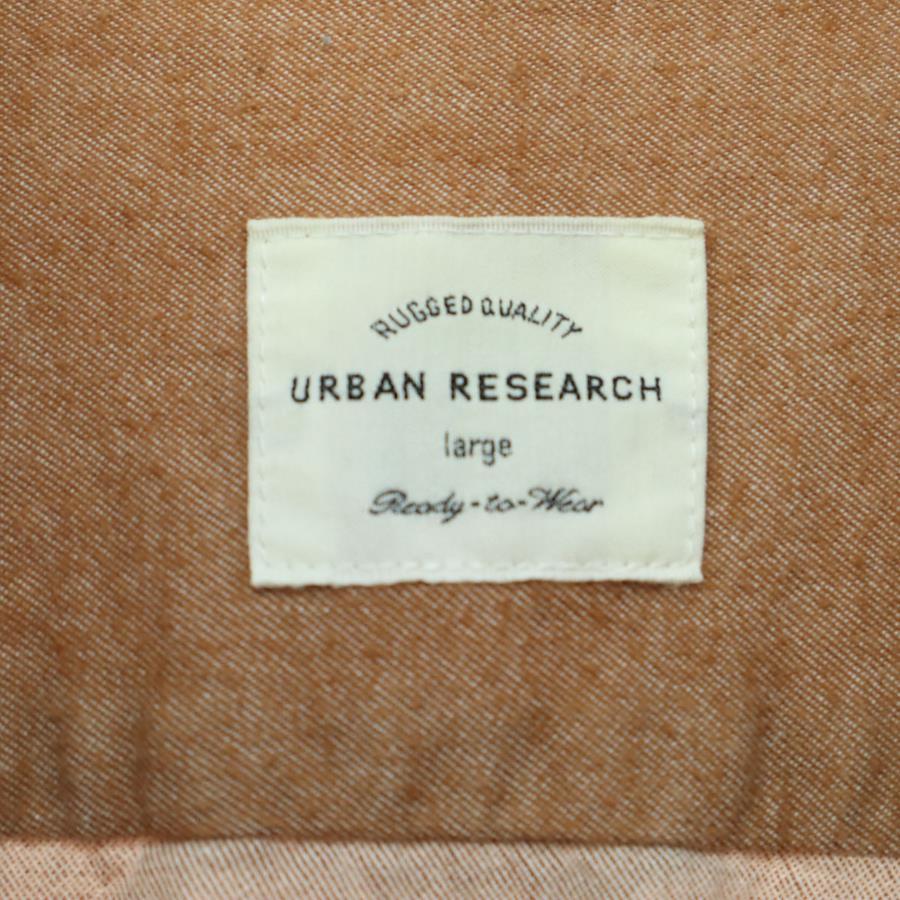 RUGGED QUALITY
URBAN RESEARCH
large
Ready-to-Wear